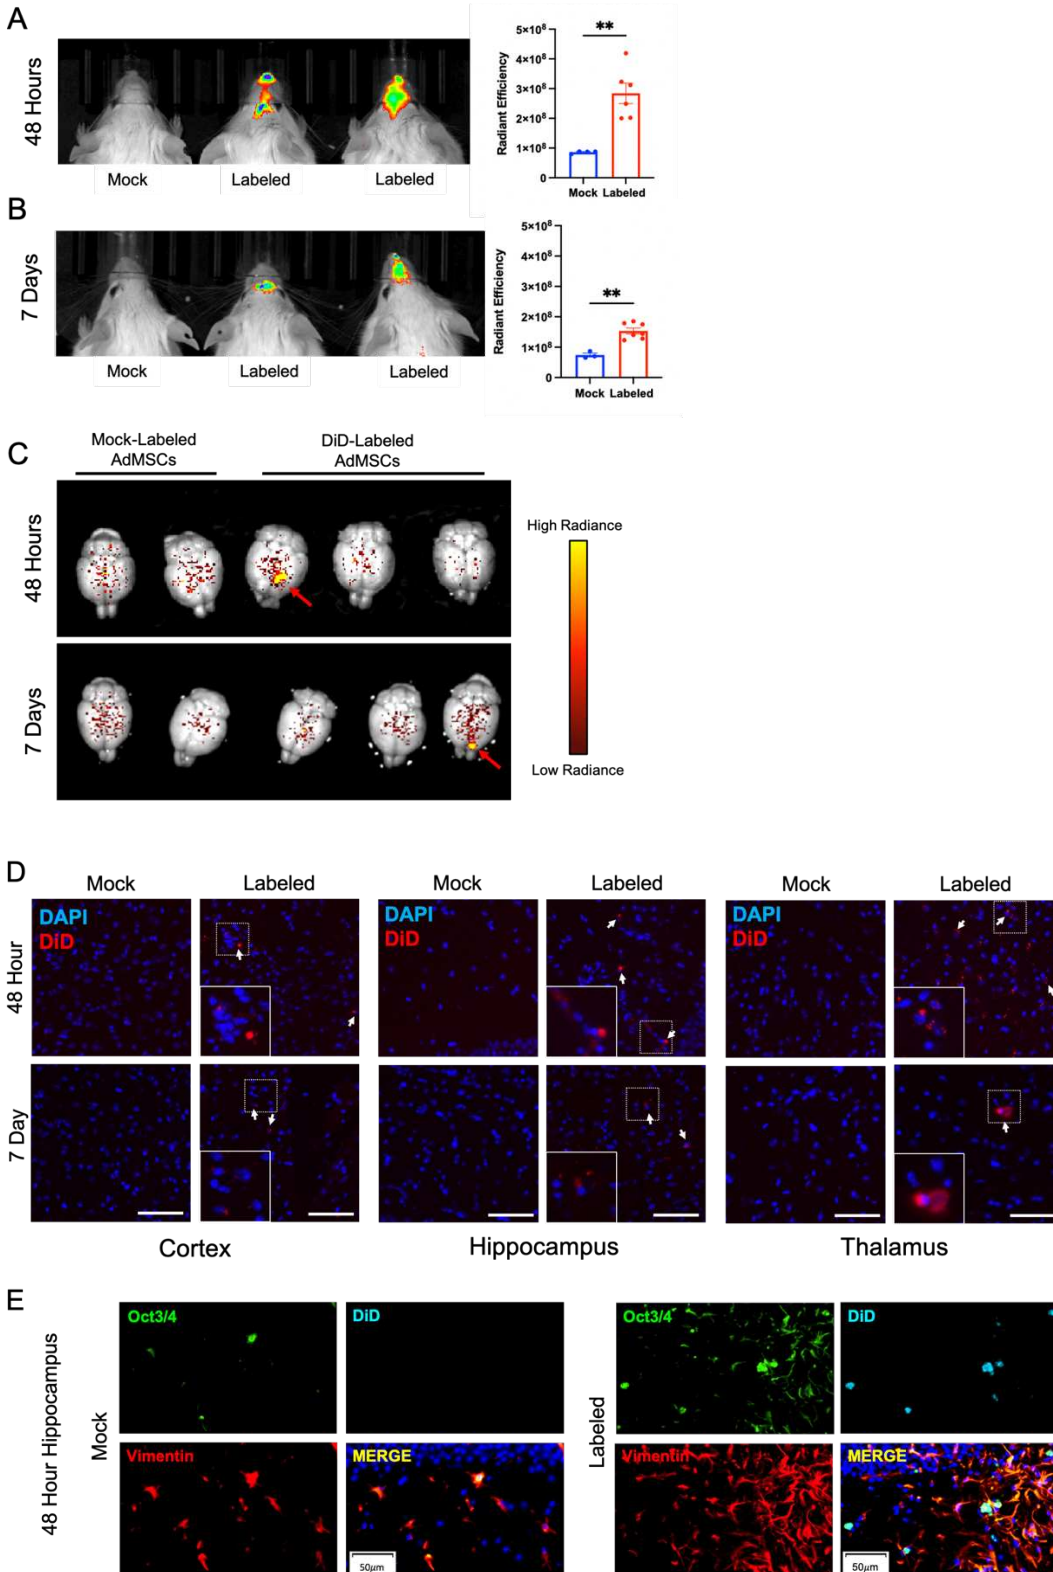 A
48 Hours
Mock
Labeled
Labeled
Radiant Efficiency
5×10⁸
4×10⁸
3×10⁸
2×10⁸
1×10⁸
0
**
Mock Labeled
B
7 Days
Mock
Labeled
Labeled
Radiant Efficiency
5×10⁸
4×10⁸
3×10⁸
2×10⁸
1×10⁸
0
**
Mock Labeled
C
Mock-Labeled
AdMSCs
DiD-Labeled
AdMSCs
48 Hours
7 Days
High Radiance
Low Radiance
D
Mock
Labeled
Mock
Labeled
Mock
Labeled
48 Hour
DAPI
DiD
DAPI
DiD
DAPI
DiD
7 Day
Cortex
Hippocampus
Thalamus
E
48 Hour Hippocampus
Mock
Oct3/4
DiD
Vimentin
MERGE
50μm
Labeled
Oct3/4
DiD
Vimentin
MERGE
50μm